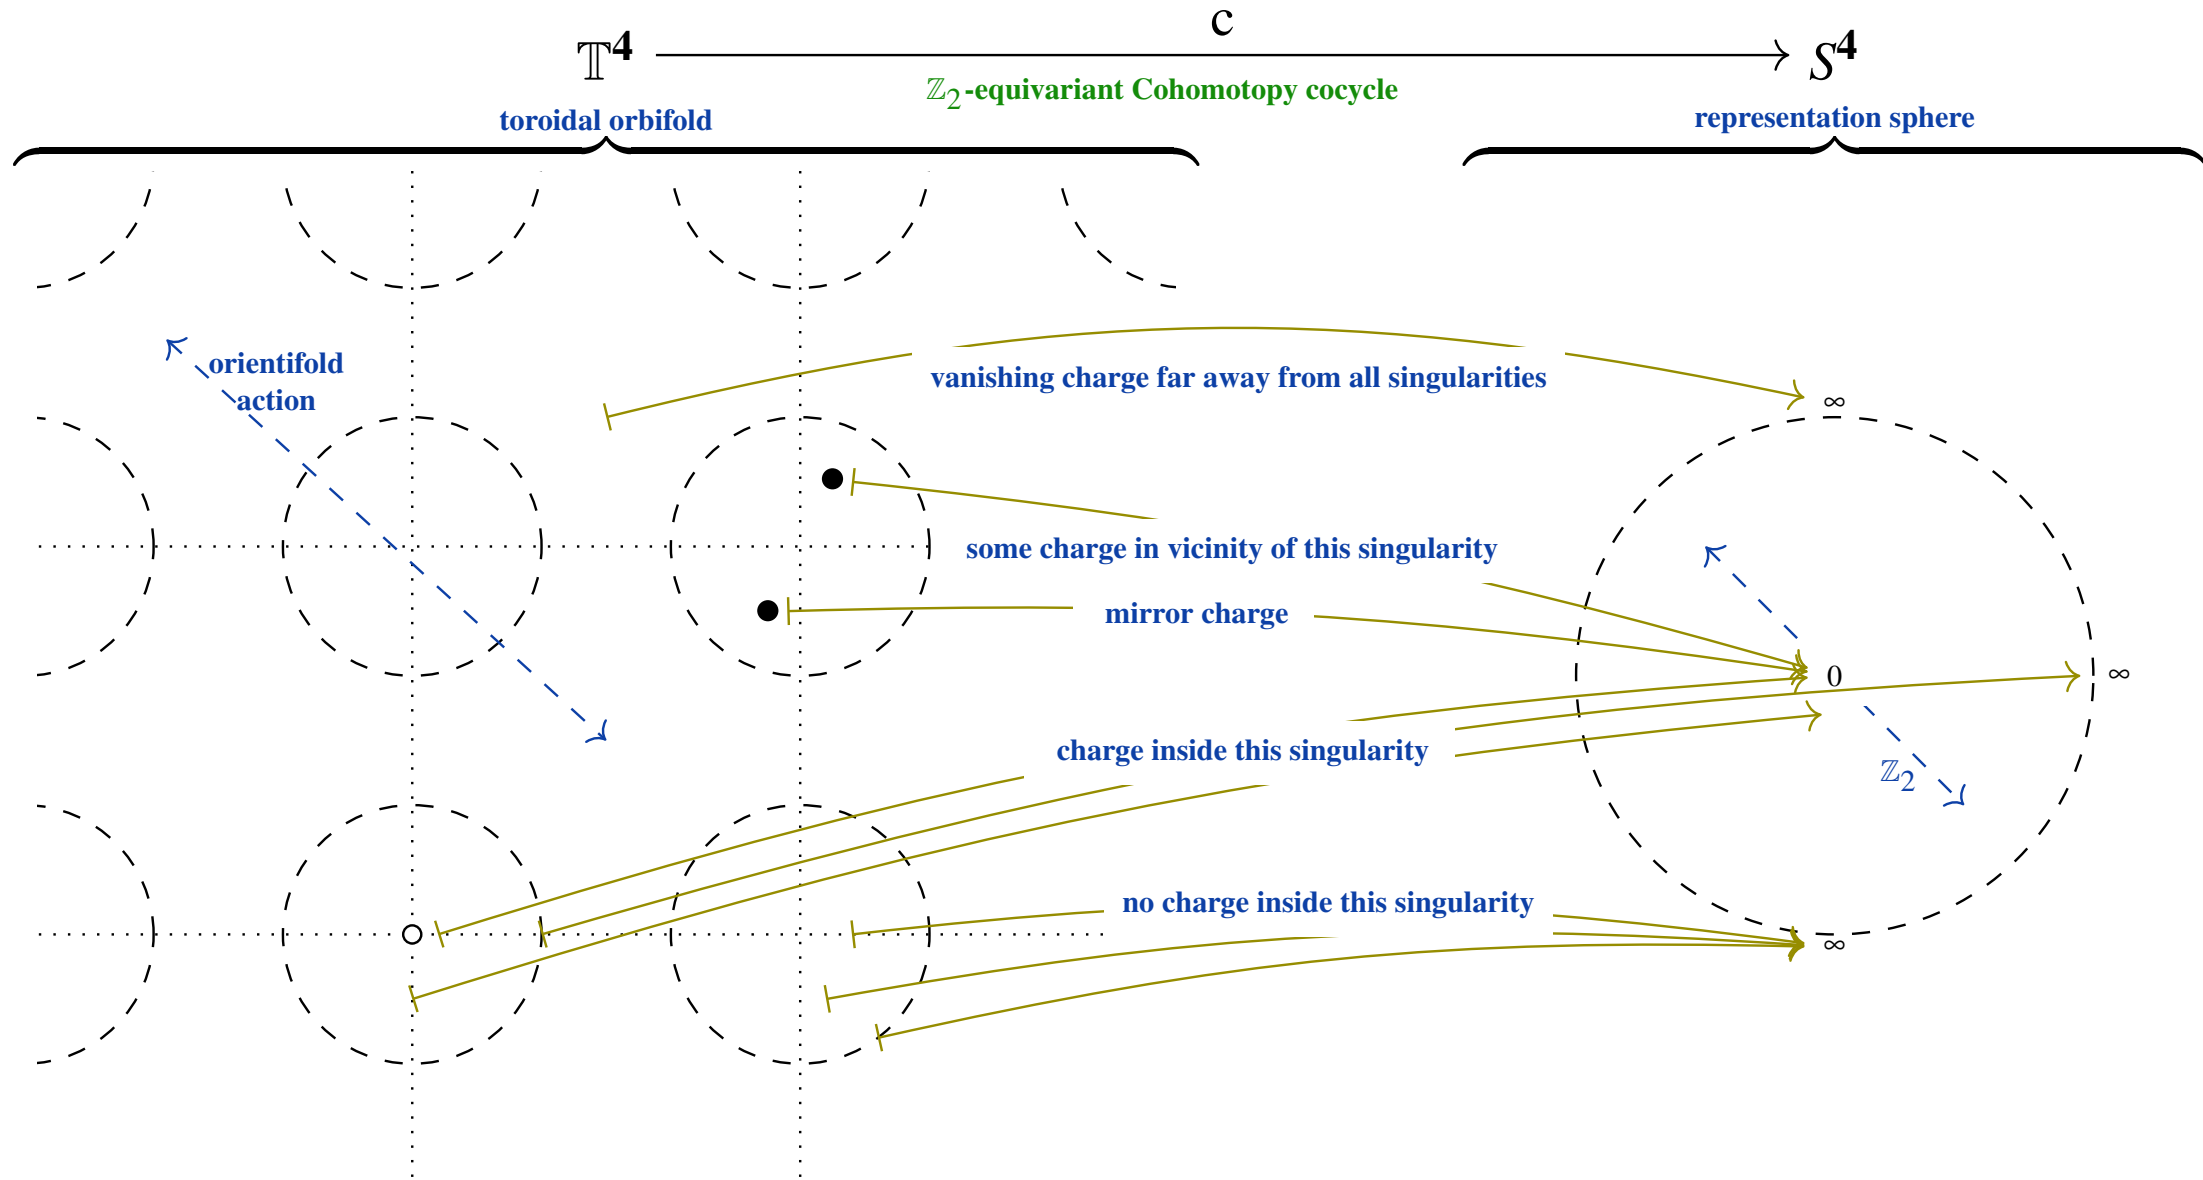 c
𝕋⁴ S⁴
ℤ₂-equivariant Cohomotopy cocycle
toroidal orbifold representation sphere
orientifold
action
vanishing charge far away from all singularities
∞
some charge in vicinity of this singularity
mirror charge
0 ∞
charge inside this singularity
ℤ₂
no charge inside this singularity
∞